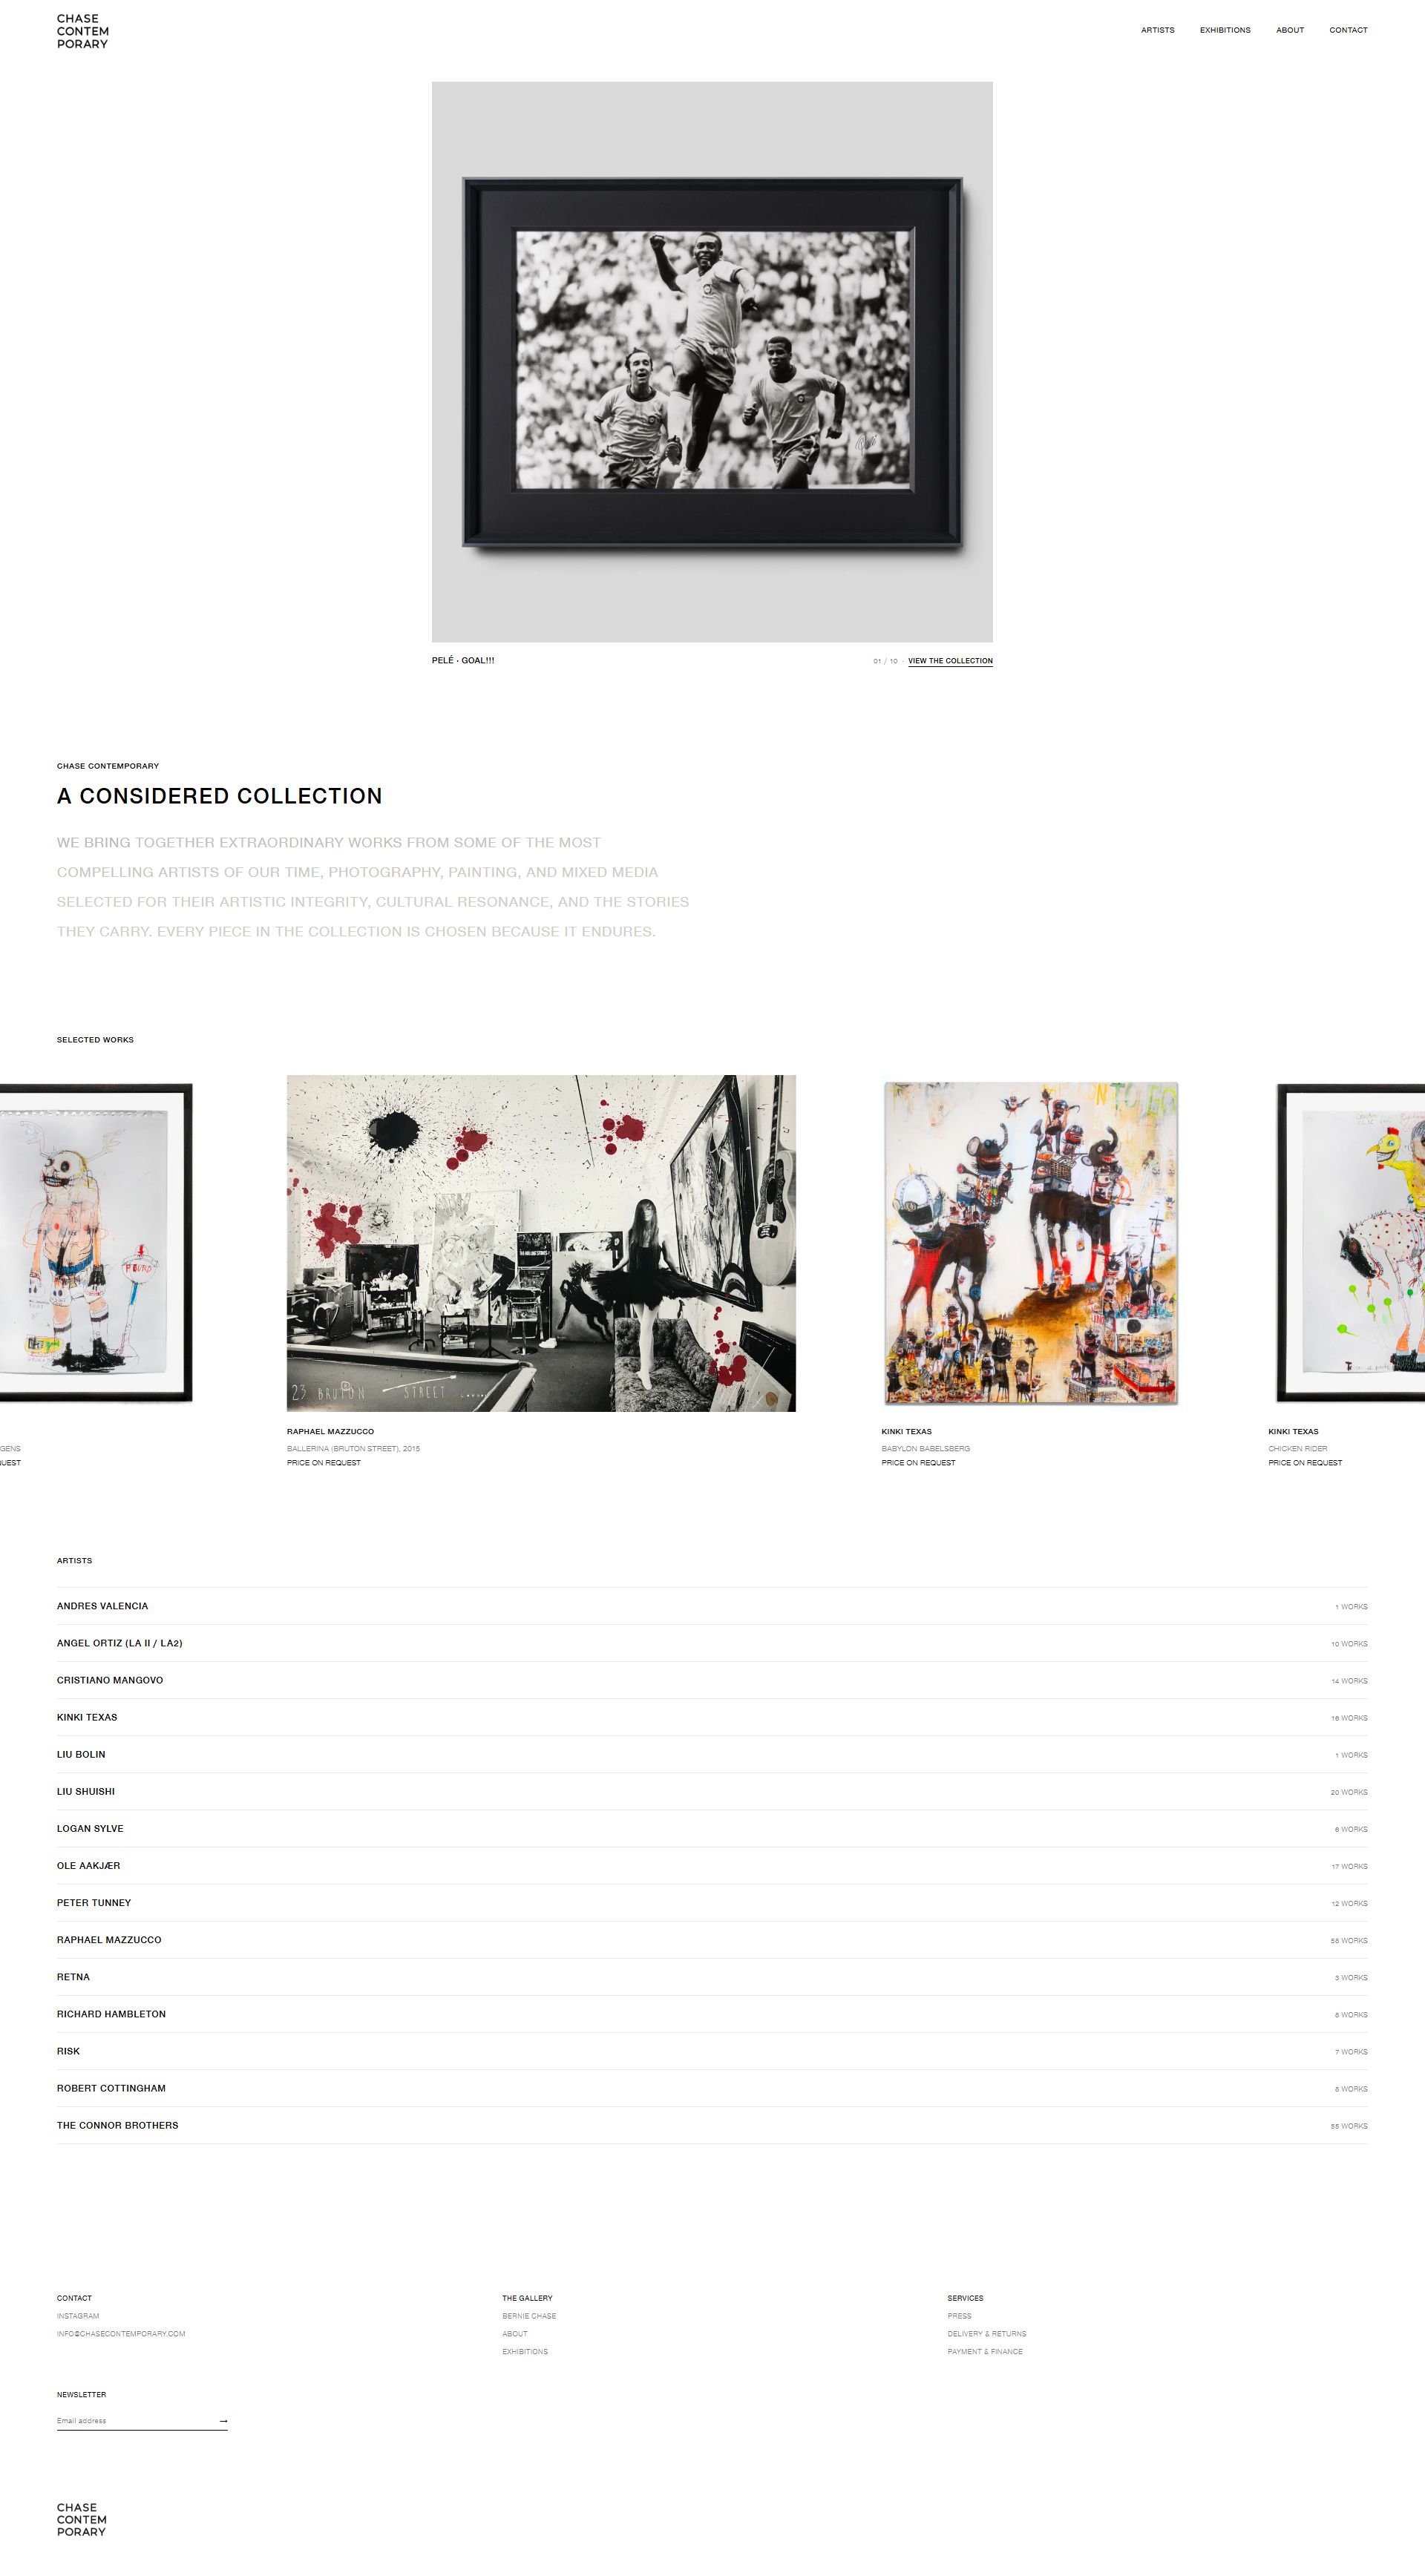 CHASE
CONTEM
PORARY
ARTISTS
EXHIBITIONS
ABOUT
CONTACT
PELÉ · GOAL!!!
01 / 10 · VIEW THE COLLECTION
CHASE CONTEMPORARY
A CONSIDERED COLLECTION
WE BRING TOGETHER EXTRAORDINARY WORKS FROM SOME OF THE MOST
COMPELLING ARTISTS OF OUR TIME, PHOTOGRAPHY, PAINTING, AND MIXED MEDIA
SELECTED FOR THEIR ARTISTIC INTEGRITY, CULTURAL RESONANCE, AND THE STORIES
THEY CARRY. EVERY PIECE IN THE COLLECTION IS CHOSEN BECAUSE IT ENDURES.
SELECTED WORKS
23 BRUTON STREET
RAPHAEL MAZZUCCO
BALLERINA (BRUTON STREET), 2015
PRICE ON REQUEST
KINKI TEXAS
BABYLON BABELSBERG
PRICE ON REQUEST
KINKI TEXAS
CHICKEN RIDER
PRICE ON REQUEST
ARTISTS
ANDRES VALENCIA
1 WORKS
ANGEL ORTIZ (LA II / LA2)
10 WORKS
CRISTIANO MANGOVO
14 WORKS
KINKI TEXAS
16 WORKS
LIU BOLIN
1 WORKS
LIU SHUISHI
20 WORKS
LOGAN SYLVE
WORKS
OLE AAKJÆR
17 WORKS
PETER TUNNEY
12 WORKS
RAPHAEL MAZZUCCO
WORKS
RETNA
3 WORKS
RICHARD HAMBLETON
WORKS
RISK
7 WORKS
ROBERT COTTINGHAM
WORKS
THE CONNOR BROTHERS
WORKS
CONTACT
INSTAGRAM
INFO@CHASECONTEMPORARY.COM
THE GALLERY
BERNIE CHASE
ABOUT
EXHIBITIONS
SERVICES
PRESS
DELIVERY & RETURNS
PAYMENT & FINANCE
NEWSLETTER
Email address
→
CHASE
CONTEM
PORARY